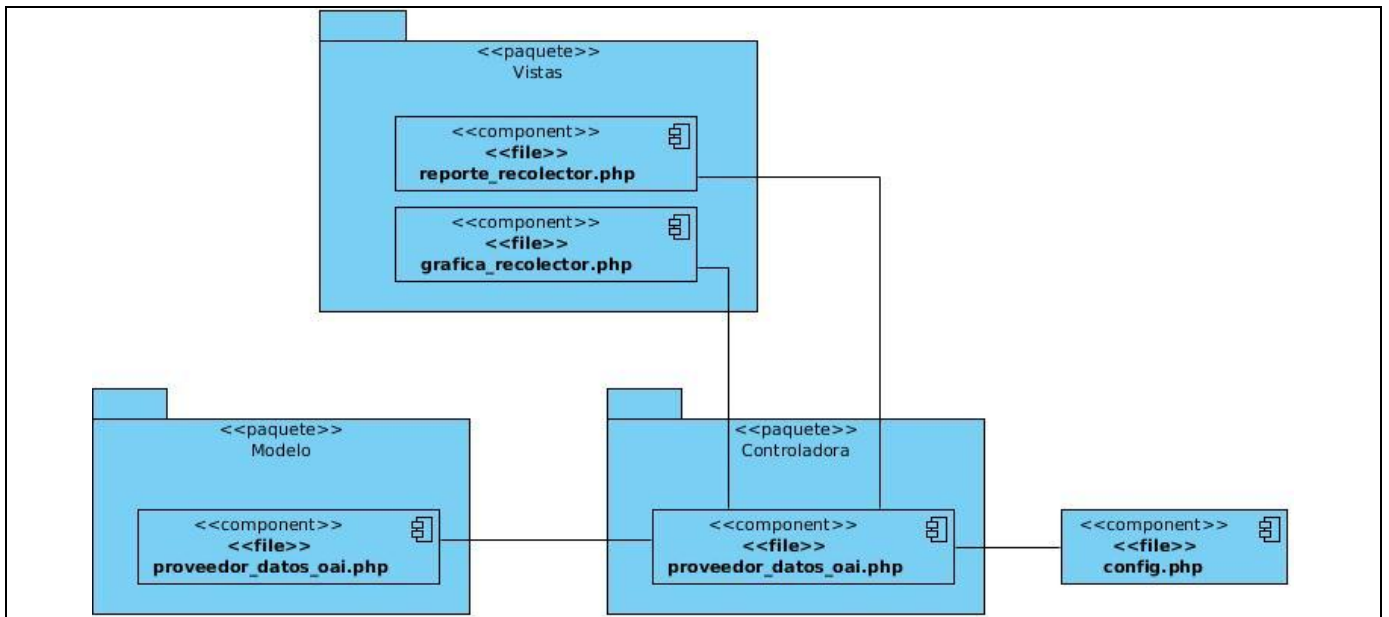 <<paquete>>
Vistas
<<component>>
<<file>>
reporte_recolector.php
<<component>>
<<file>>
grafica_recolector.php
<<paquete>>
Modelo
<<component>>
<<file>>
proveedor_datos_oai.php
<<paquete>>
Controladora
<<component>>
<<file>>
proveedor_datos_oai.php
<<component>>
<<file>>
config.php